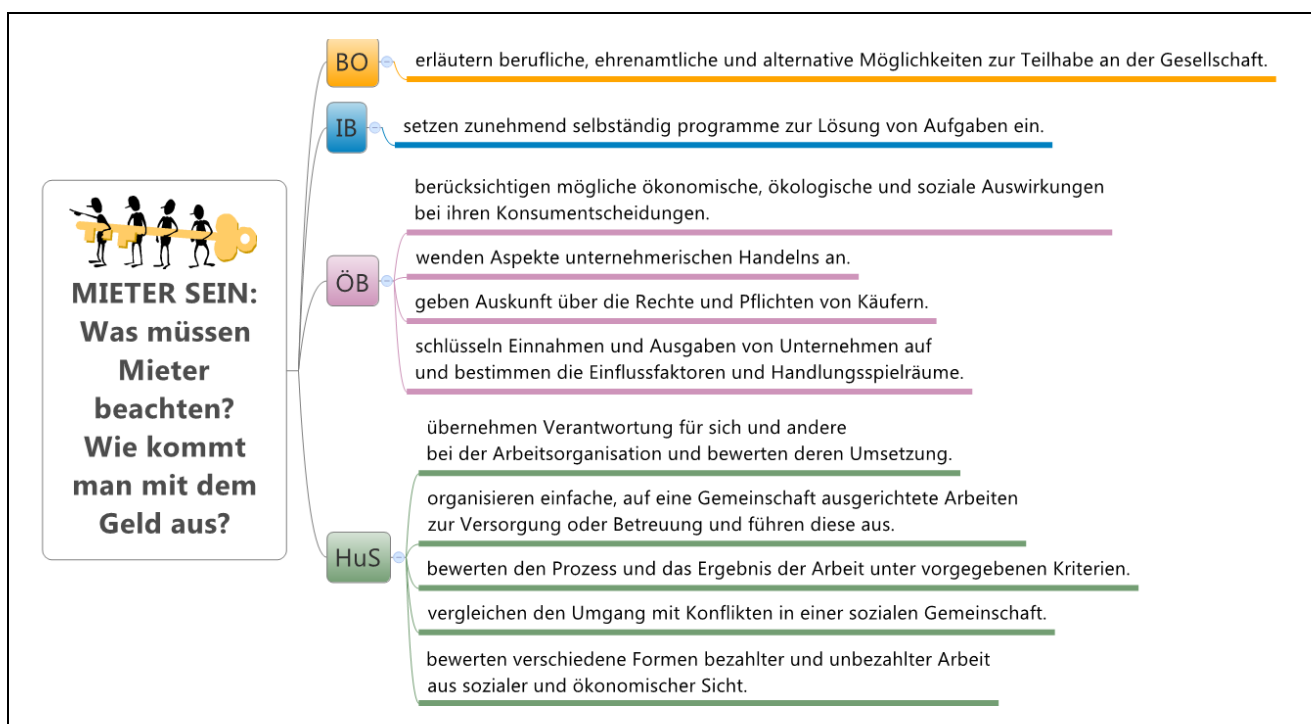 MIETER SEIN:
Was müssen
Mieter
beachten?
Wie kommt
man mit dem
Geld aus?
BO
erläutern berufliche, ehrenamtliche und alternative Möglichkeiten zur Teilhabe an der Gesellschaft.
IB
setzen zunehmend selbständig programme zur Lösung von Aufgaben ein.
ÖB
berücksichtigen mögliche ökonomische, ökologische und soziale Auswirkungen
bei ihren Konsumentscheidungen.
wenden Aspekte unternehmerischen Handelns an.
geben Auskunft über die Rechte und Pflichten von Käufern.
schlüsseln Einnahmen und Ausgaben von Unternehmen auf
und bestimmen die Einflussfaktoren und Handlungsspielräume.
HuS
übernehmen Verantwortung für sich und andere
bei der Arbeitsorganisation und bewerten deren Umsetzung.
organisieren einfache, auf eine Gemeinschaft ausgerichtete Arbeiten
zur Versorgung oder Betreuung und führen diese aus.
bewerten den Prozess und das Ergebnis der Arbeit unter vorgegebenen Kriterien.
vergleichen den Umgang mit Konflikten in einer sozialen Gemeinschaft.
bewerten verschiedene Formen bezahlter und unbezahlter Arbeit
aus sozialer und ökonomischer Sicht.